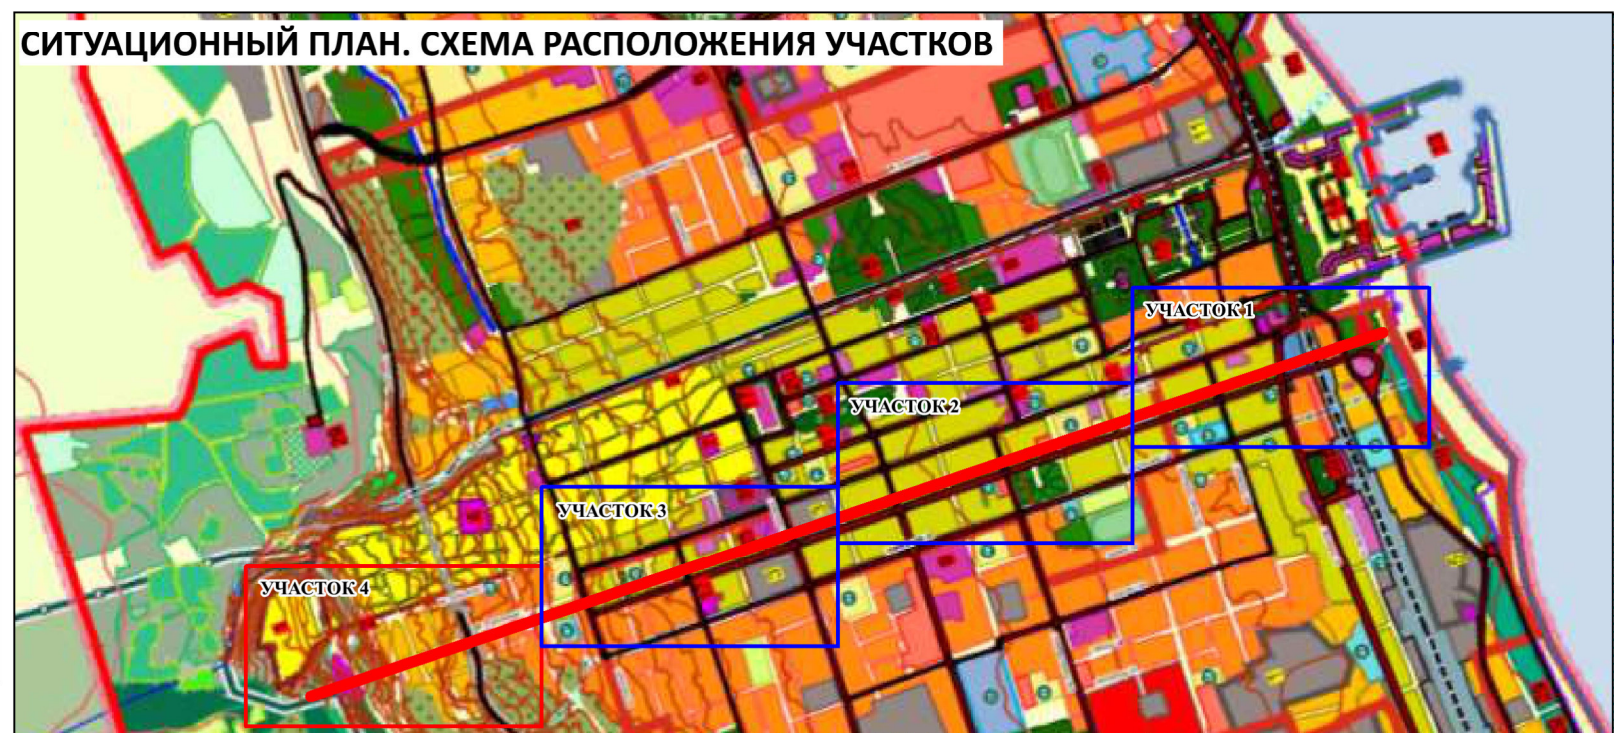 СИТУАЦИОННЫЙ ПЛАН. СХЕМА РАСПОЛОЖЕНИЯ УЧАСТКОВ
УЧАСТОК 1
УЧАСТОК 2
УЧАСТОК 3
УЧАСТОК 4